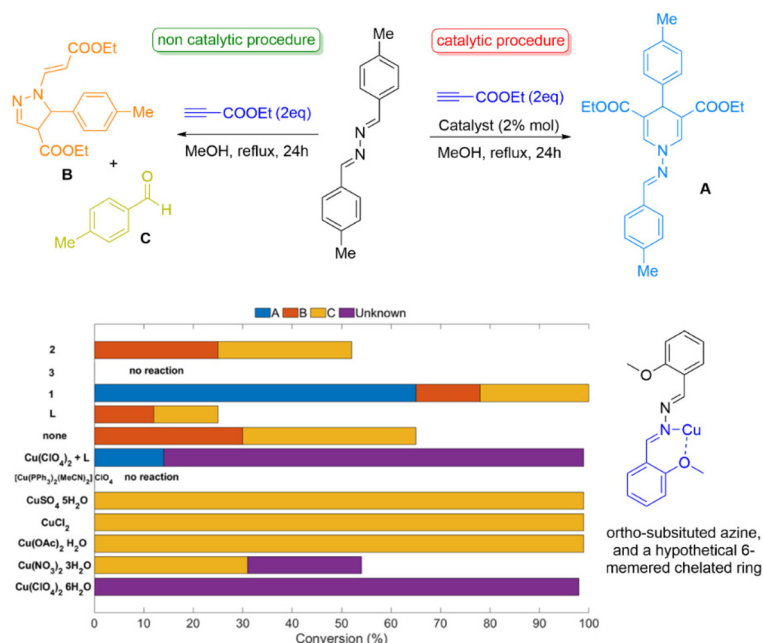 non catalytic procedure
catalytic procedure
COOEt
N
N
Me
COOEt
B
+
O
H
Me
C
≡—COOEt (2eq)
MeOH, reflux, 24h
Me
N
N
Me
≡—COOEt (2eq)
Catalyst (2% mol)
MeOH, reflux, 24h
Me
EtOOC COOEt
N
N
A
Me
A B C Unknown
2
3 no reaction
1
L
none
Cu(ClO4)2 + L
[Cu(PPh3)2(MeCN)2]ClO4 no reaction
CuSO4 5H2O
CuCl2
Cu(OAc)2 H2O
Cu(NO3)2 3H2O
Cu(ClO4)2 6H2O
0 10 20 30 40 50 60 70 80 90 100
Conversion (%)
O
N
N Cu
O
ortho-subsituted azine,
and a hypothetical 6-
memered chelated ring